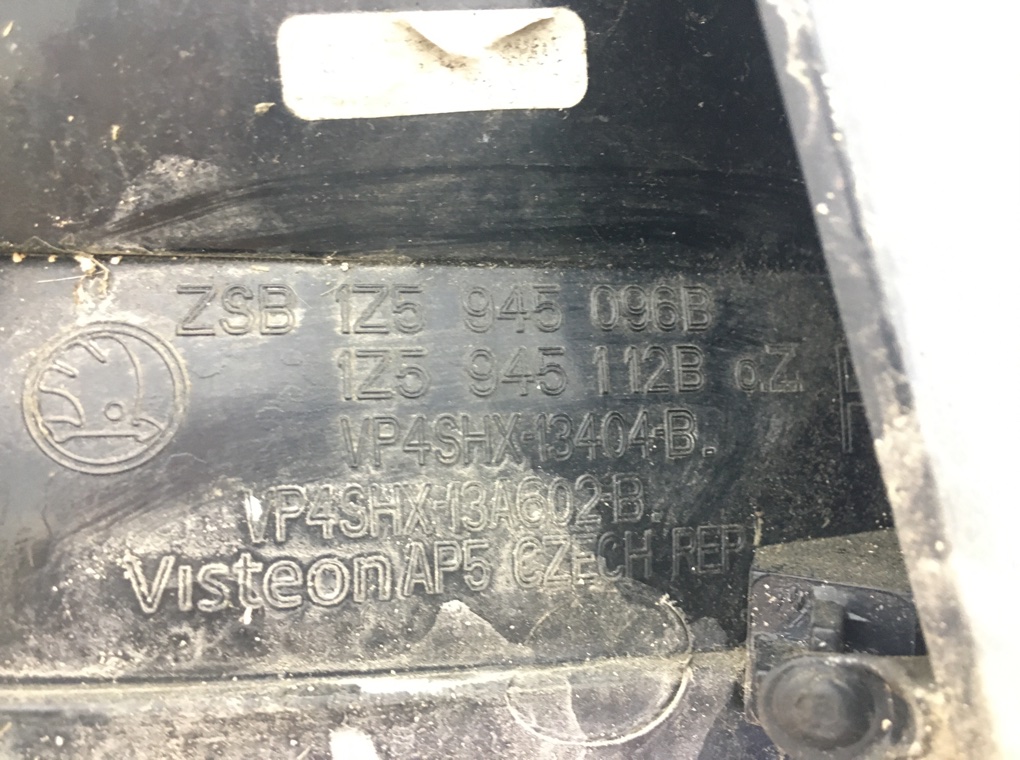 ZSB 1Z5 945 096B
1Z5 945 112B o.Z.
VP4SHX-13404-B.
VP4SHX-13A602-B.
Visteon AP5 CZECH REP